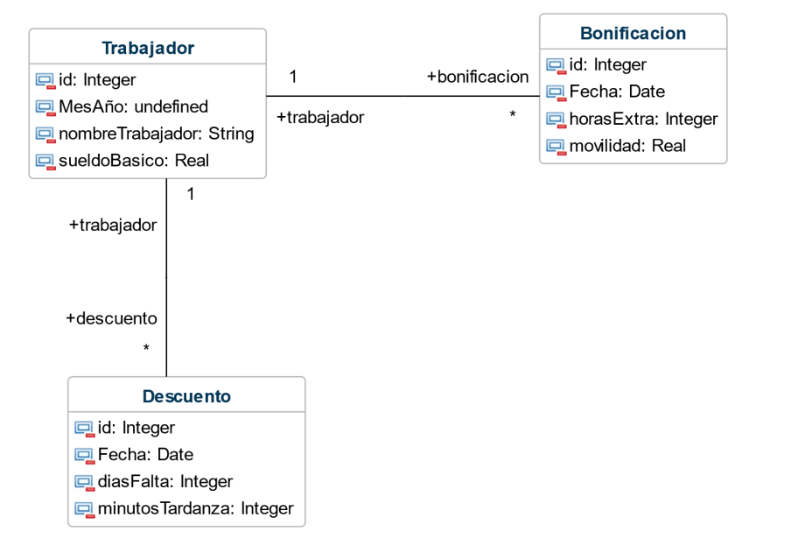 Trabajador
id: Integer
MesAño: undefined
nombreTrabajador: String
sueldoBasico: Real
1
+trabajador
+bonificacion
*
Bonificacion
id: Integer
Fecha: Date
horasExtra: Integer
movilidad: Real
1
+trabajador
+descuento
*
Descuento
id: Integer
Fecha: Date
diasFalta: Integer
minutosTardanza: Integer